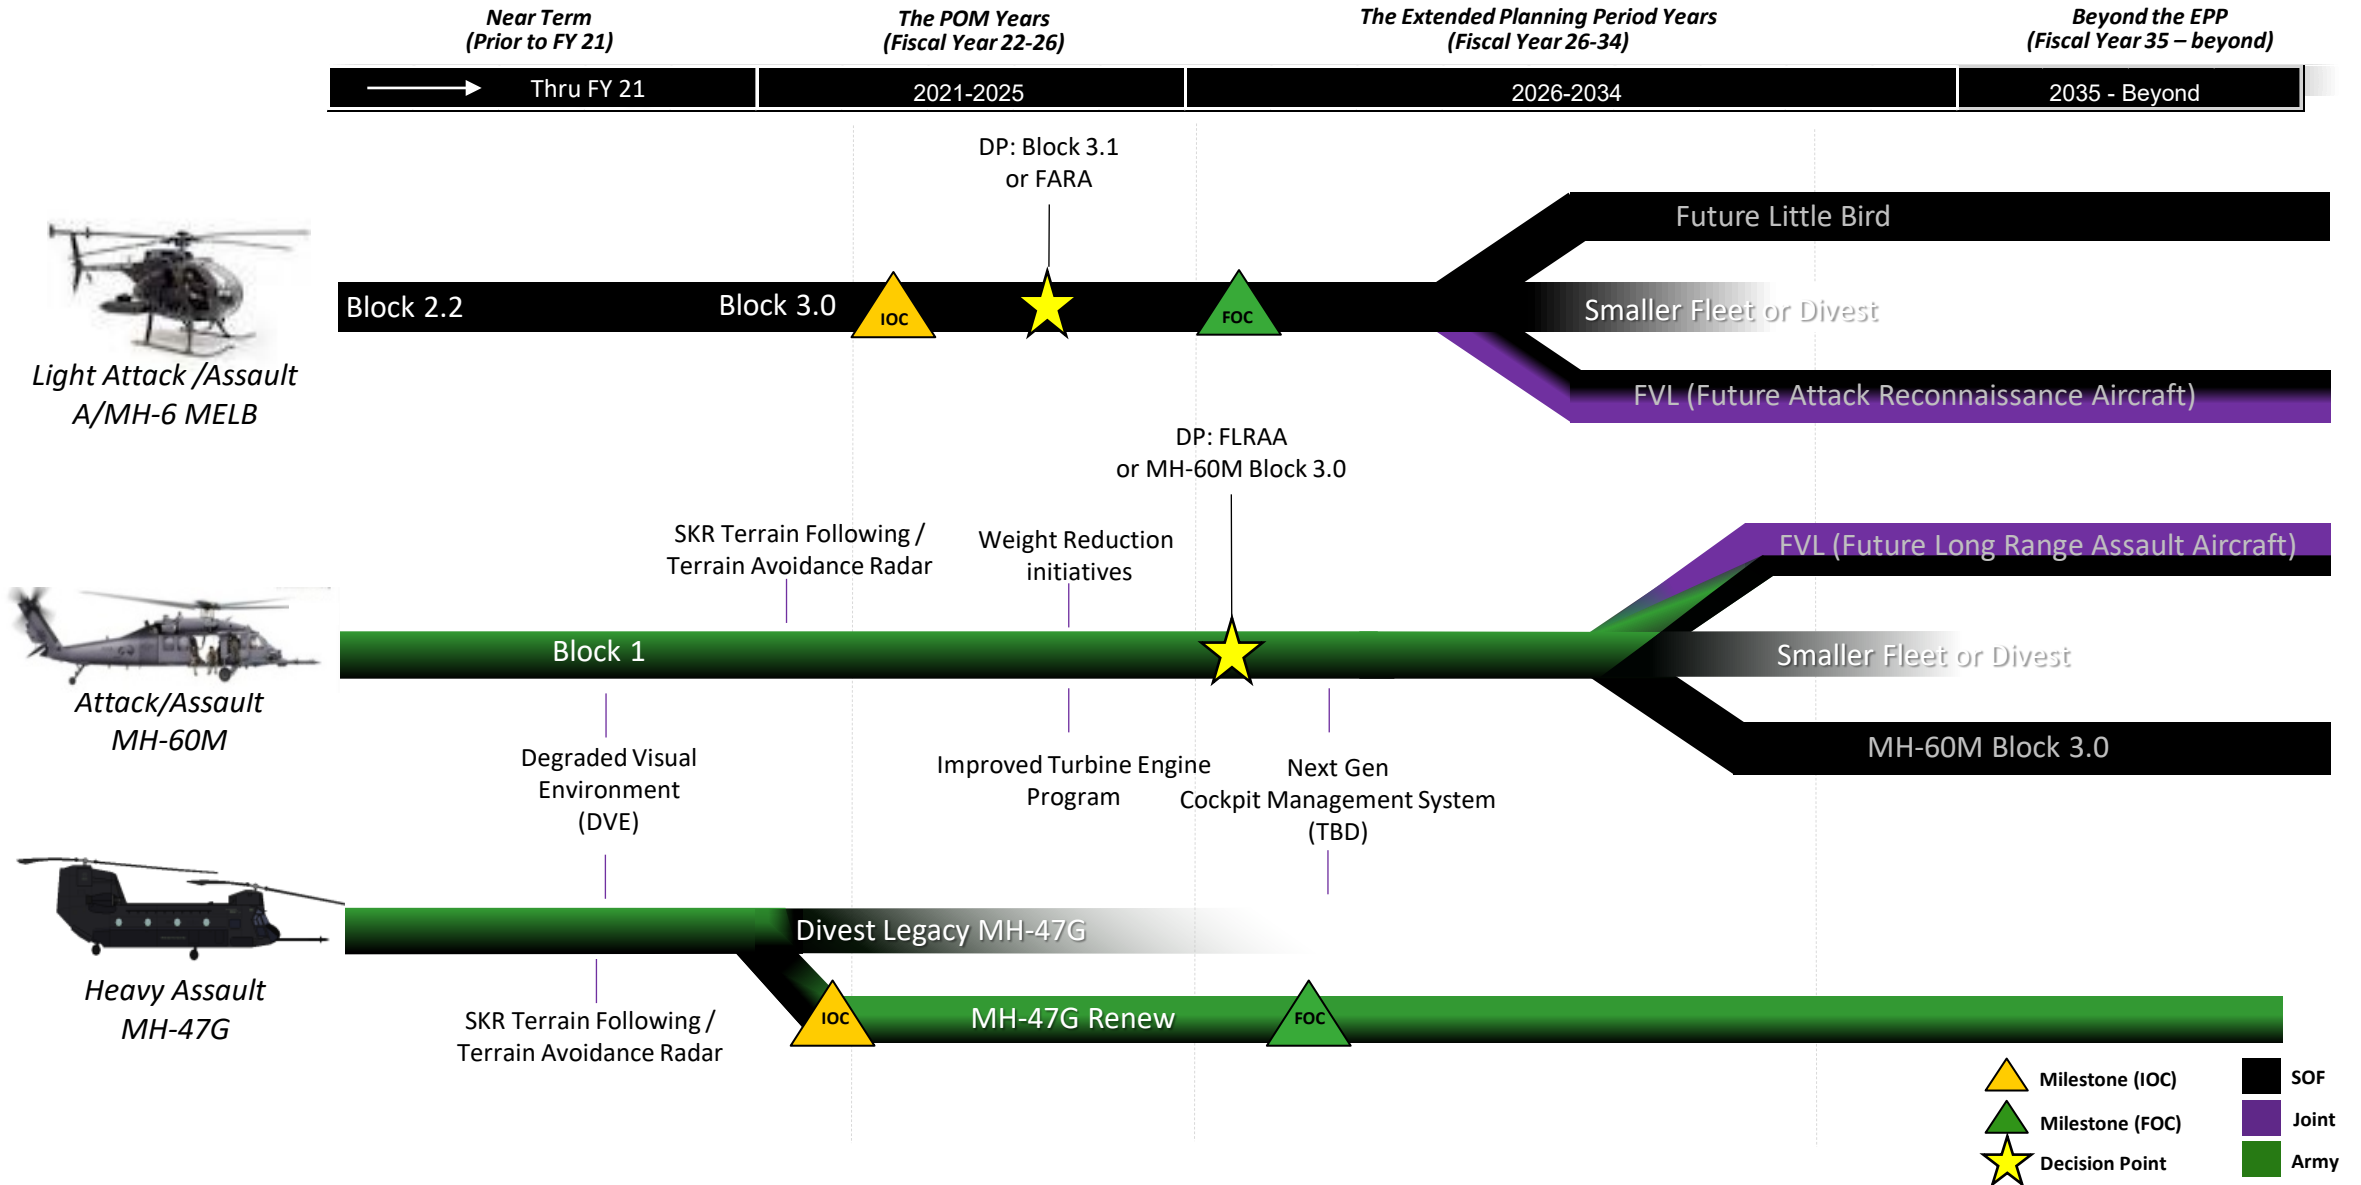 Near Term
(Prior to FY 21)
The POM Years
(Fiscal Year 22-26)
The Extended Planning Period Years
(Fiscal Year 26-34)
Beyond the EPP
(Fiscal Year 35 – beyond)
Thru FY 21
2021-2025
2026-2034
2035 - Beyond
DP: Block 3.1
or FARA
Future Little Bird
Block 2.2
Block 3.0
IOC
FOC
Smaller Fleet or Divest
Light Attack /Assault
A/MH-6 MELB
FVL (Future Attack Reconnaissance Aircraft)
DP: FLRAA
or MH-60M Block 3.0
SKR Terrain Following /
Terrain Avoidance Radar
Weight Reduction
initiatives
FVL (Future Long Range Assault Aircraft)
Block 1
Smaller Fleet or Divest
Attack/Assault
MH-60M
MH-60M Block 3.0
Degraded Visual
Environment
(DVE)
Improved Turbine Engine
Program
Next Gen
Cockpit Management System
(TBD)
Divest Legacy MH-47G
Heavy Assault
MH-47G
IOC
MH-47G Renew
FOC
SKR Terrain Following /
Terrain Avoidance Radar
Milestone (IOC)
Milestone (FOC)
Decision Point
SOF
Joint
Army